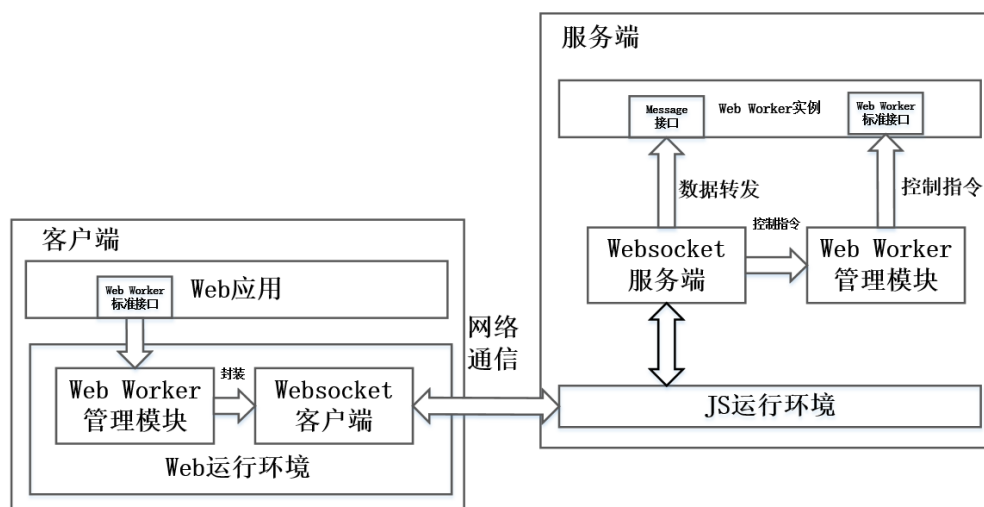 服务端
Message
接口
Web Worker实例
Web Worker
标准接口
数据转发
控制指令
Websocket
服务端
控制指令
Web Worker
管理模块
JS运行环境
网络
通信
客户端
Web Worker
标准接口
Web应用
Web Worker
管理模块
封装
Websocket
客户端
Web运行环境